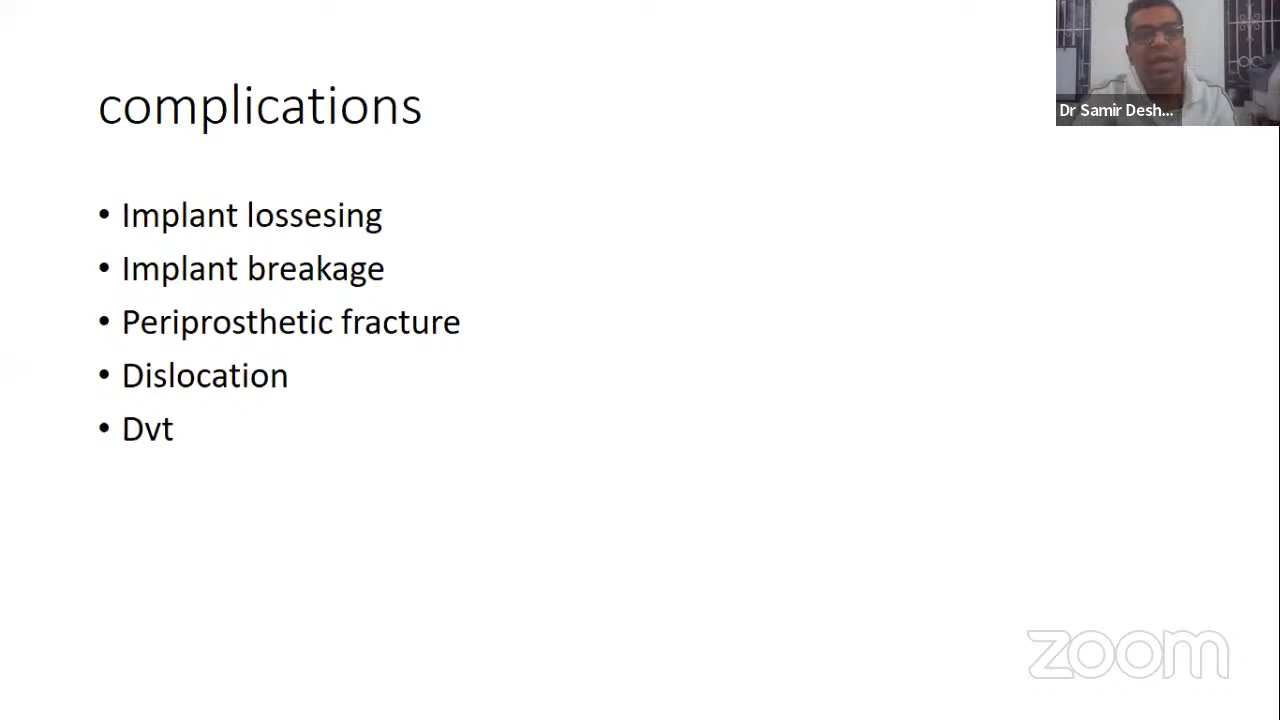 complications
• Implant lossesing
• Implant breakage
• Periprosthetic fracture
• Dislocation
• Dvt
Dr Samir Desh...
zoom